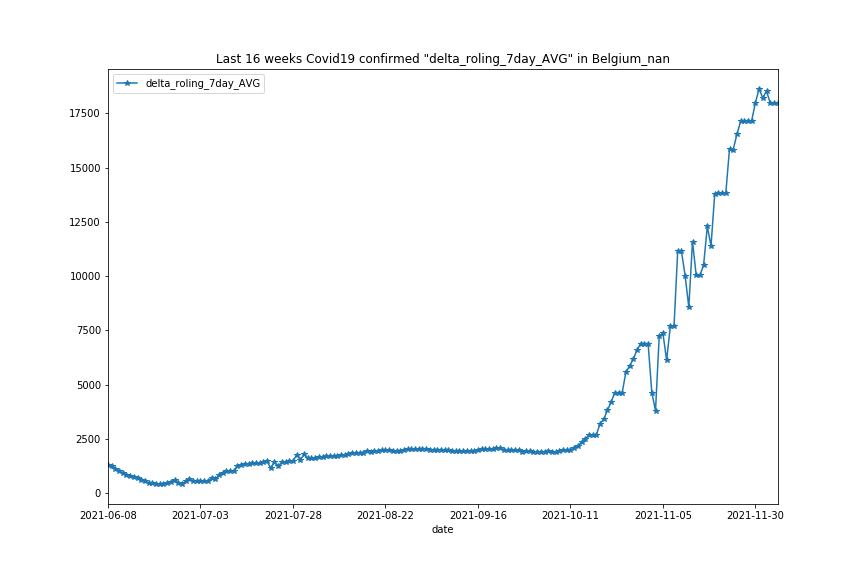 Last 16 weeks Covid19 confirmed "delta_roling_7day_AVG" in Belgium_nan
delta_roling_7day_AVG
17500
15000
12500
10000
7500
5000
2500
0
2021-06-08 2021-07-03 2021-07-28 2021-08-22 2021-09-16 2021-10-11 2021-11-05 2021-11-30
date